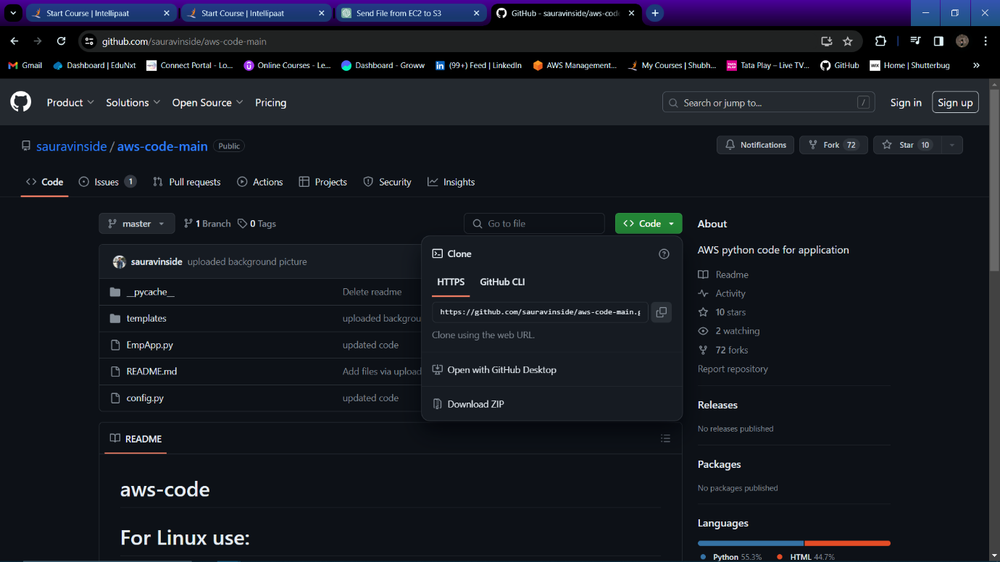 Start Course | Intellipaat
Start Course | Intellipaat
Send File from EC2 to S3
GitHub - sauravinside/aws-code
github.com/sauravinside/aws-code-main
Gmail
Dashboard | EduNxt
Connect Portal - Lo...
Online Courses - Le...
Dashboard - Groww
(99+) Feed | LinkedIn
AWS Management...
My Courses | Shubh...
Tata Play – Live TV...
GitHub
Home | Shutterbug
Product
Solutions
Open Source
Pricing
Search or jump to...
/
Sign in
Sign up
sauravinside / aws-code-main
Public
Notifications
Fork 72
Star 10
Code
Issues 1
Pull requests
Actions
Projects
Security
Insights
master
1 Branch
0 Tags
Go to file
Code
About
sauravinside uploaded background picture
Clone
AWS python code for application
HTTPS
GitHub CLI
Readme
__pycache__
Delete readme
Activity
https://github.com/sauravinside/aws-code-main.g
10 stars
templates
uploaded backgrou
Clone using the web URL.
2 watching
EmpApp.py
updated code
72 forks
README.md
Add files via upload
Open with GitHub Desktop
Report repository
config.py
updated code
Download ZIP
Releases
No releases published
README
Packages
No packages published
aws-code
Languages
For Linux use:
Python 55.3%
HTML 44.7%